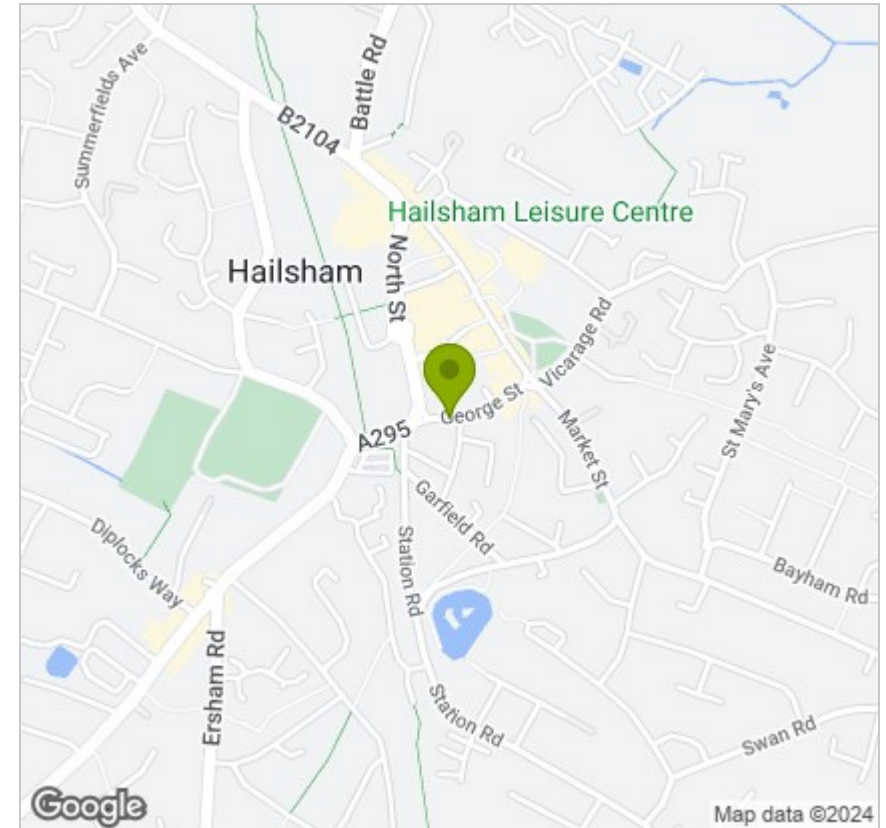 Summerfields Ave
B2104
Battle Rd
Hailsham Leisure Centre
Hailsham
North St
Vicarage Rd
George St
A295
St Mary's Ave
Market St
Garfield Rd
Diplocks Way
Station Rd
Bayham Rd
Ersham Rd
Station Rd
Swan Rd
Google
Map data ©2024